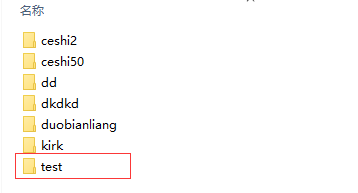 名称
ceshi2
ceshi50
dd
dkdkd
duobianliang
kirk
test